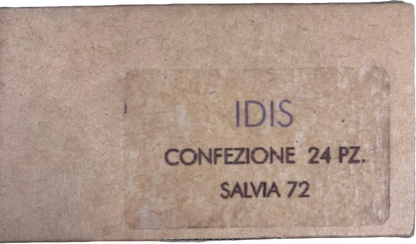 IDIS
CONFEZIONE 24 PZ.
SALVIA 72